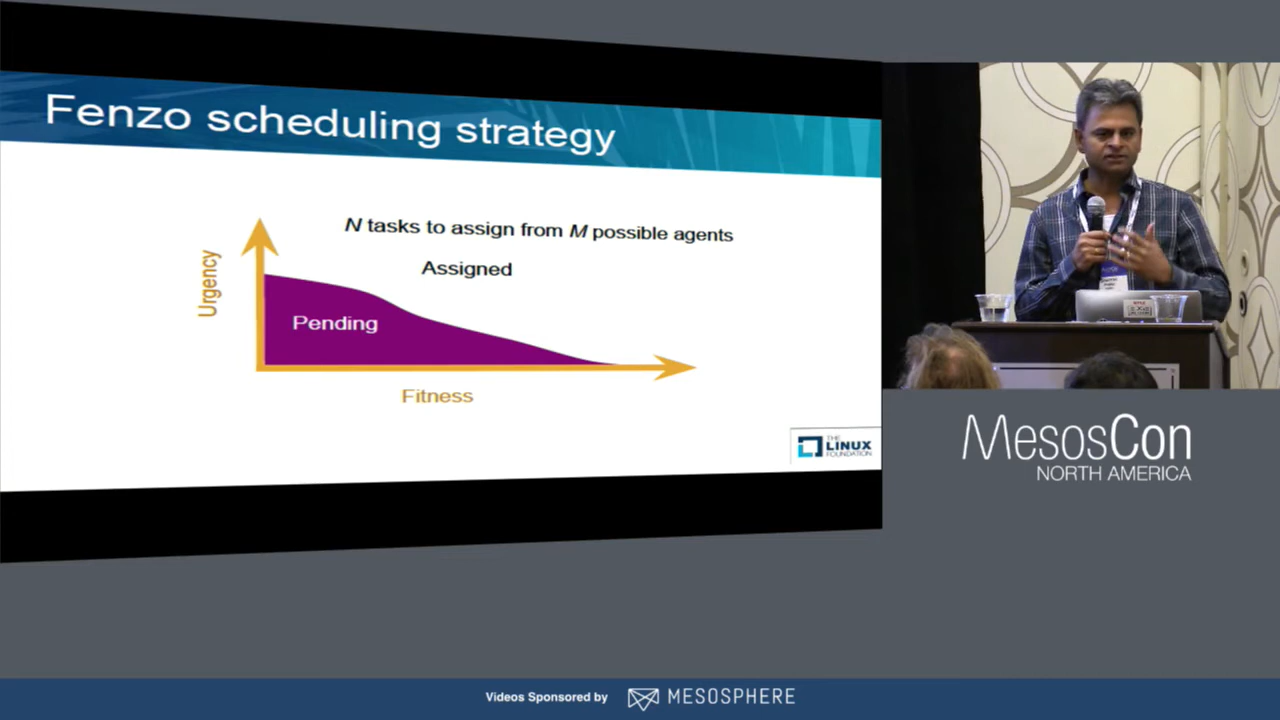 Fenzo scheduling strategy
N tasks to assign from M possible agents
Assigned
Urgency
Pending
Fitness
THE
LINUX
FOUNDATION
MesosCon
NORTH AMERICA
Videos Sponsored by MESOSPHERE